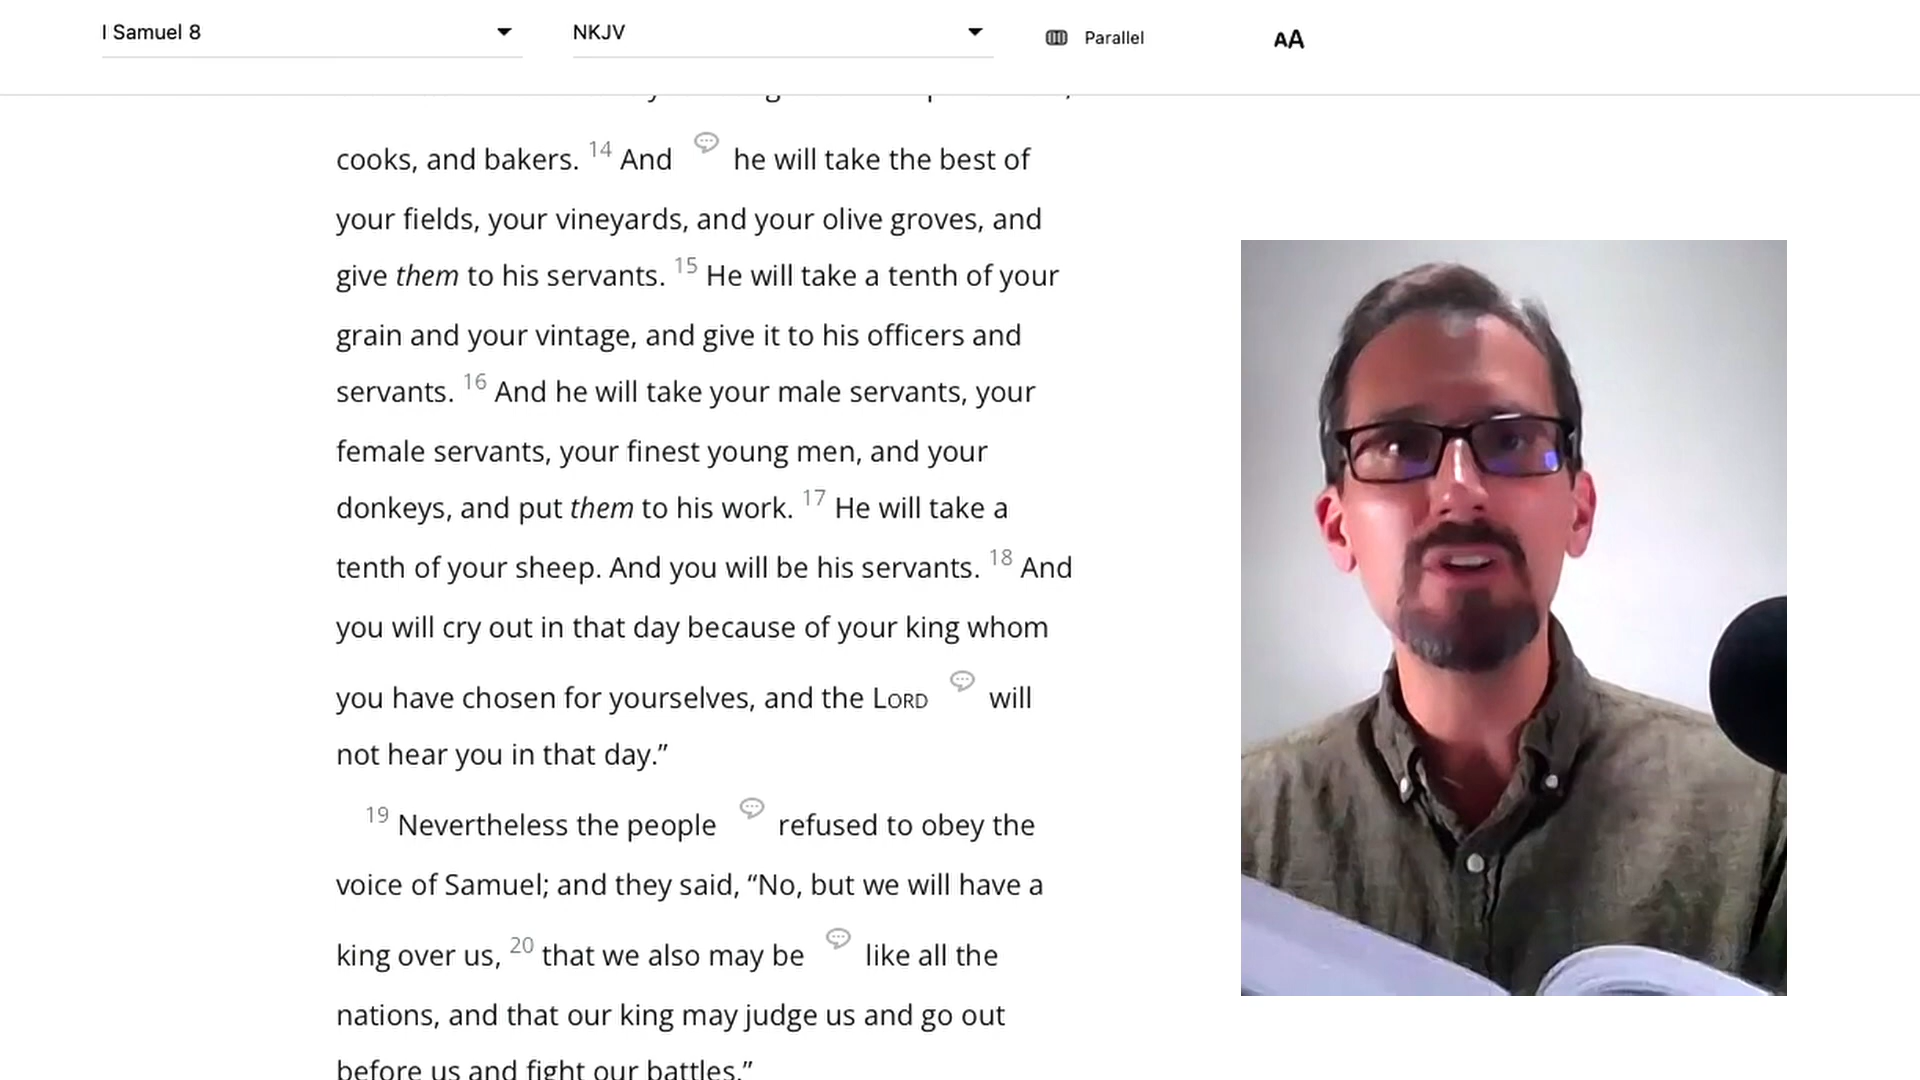 I Samuel 8
NKJV
Parallel
AA
cooks, and bakers. 14 And he will take the best of
your fields, your vineyards, and your olive groves, and
give them to his servants. 15 He will take a tenth of your
grain and your vintage, and give it to his officers and
servants. 16 And he will take your male servants, your
female servants, your finest young men, and your
donkeys, and put them to his work. 17 He will take a
tenth of your sheep. And you will be his servants. 18 And
you will cry out in that day because of your king whom
you have chosen for yourselves, and the LORD will
not hear you in that day.”
19 Nevertheless the people refused to obey the
voice of Samuel; and they said, “No, but we will have a
king over us, 20 that we also may be like all the
nations, and that our king may judge us and go out
before us and fight our battles.”